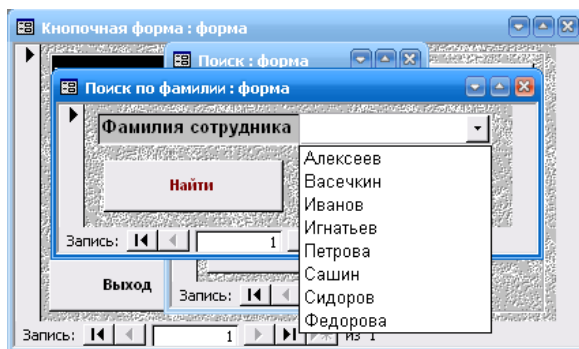 Кнопочная форма : форма
Поиск : форма
Поиск по фамилии : форма
Фамилия сотрудника
Алексеев
Васечкин
Иванов
Игнатьев
Петрова
Сашин
Сидоров
Федорова
Найти
Запись: 1
Выход
Запись:
Запись: 1 из 1